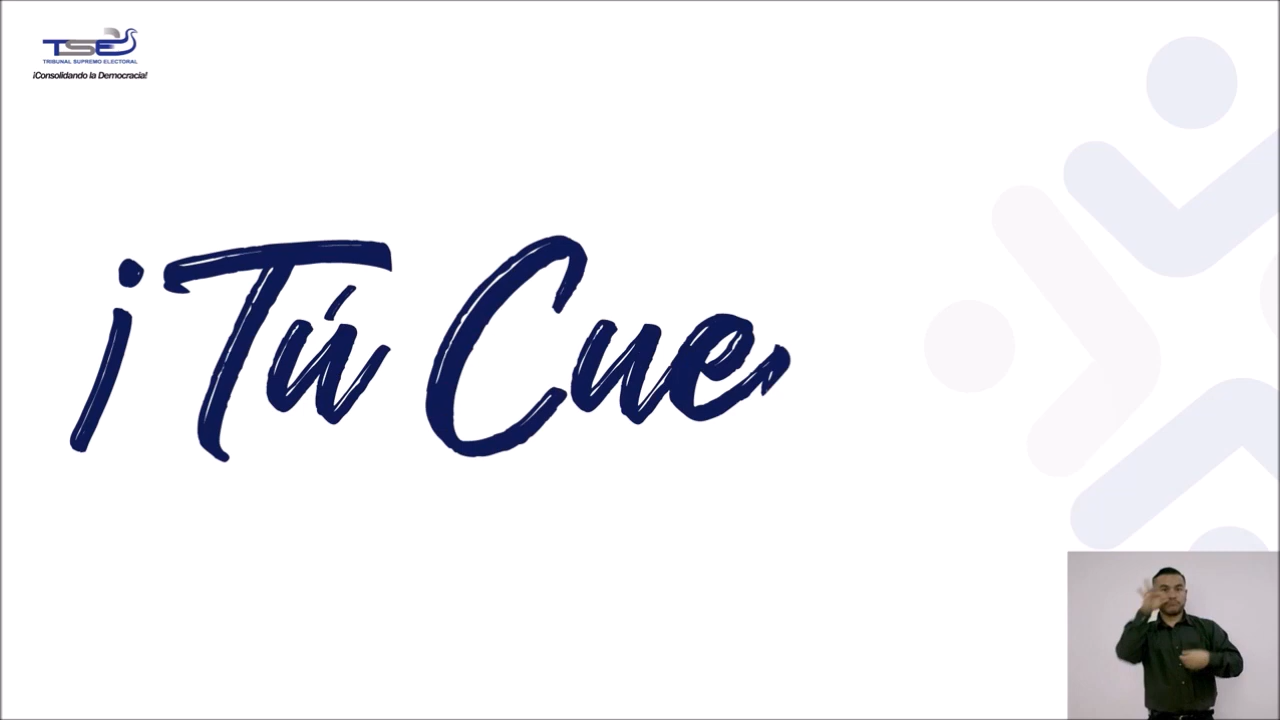 TSE
TRIBUNAL SUPREMO ELECTORAL
¡Consolidando la Democracia!
¡Tú Cue